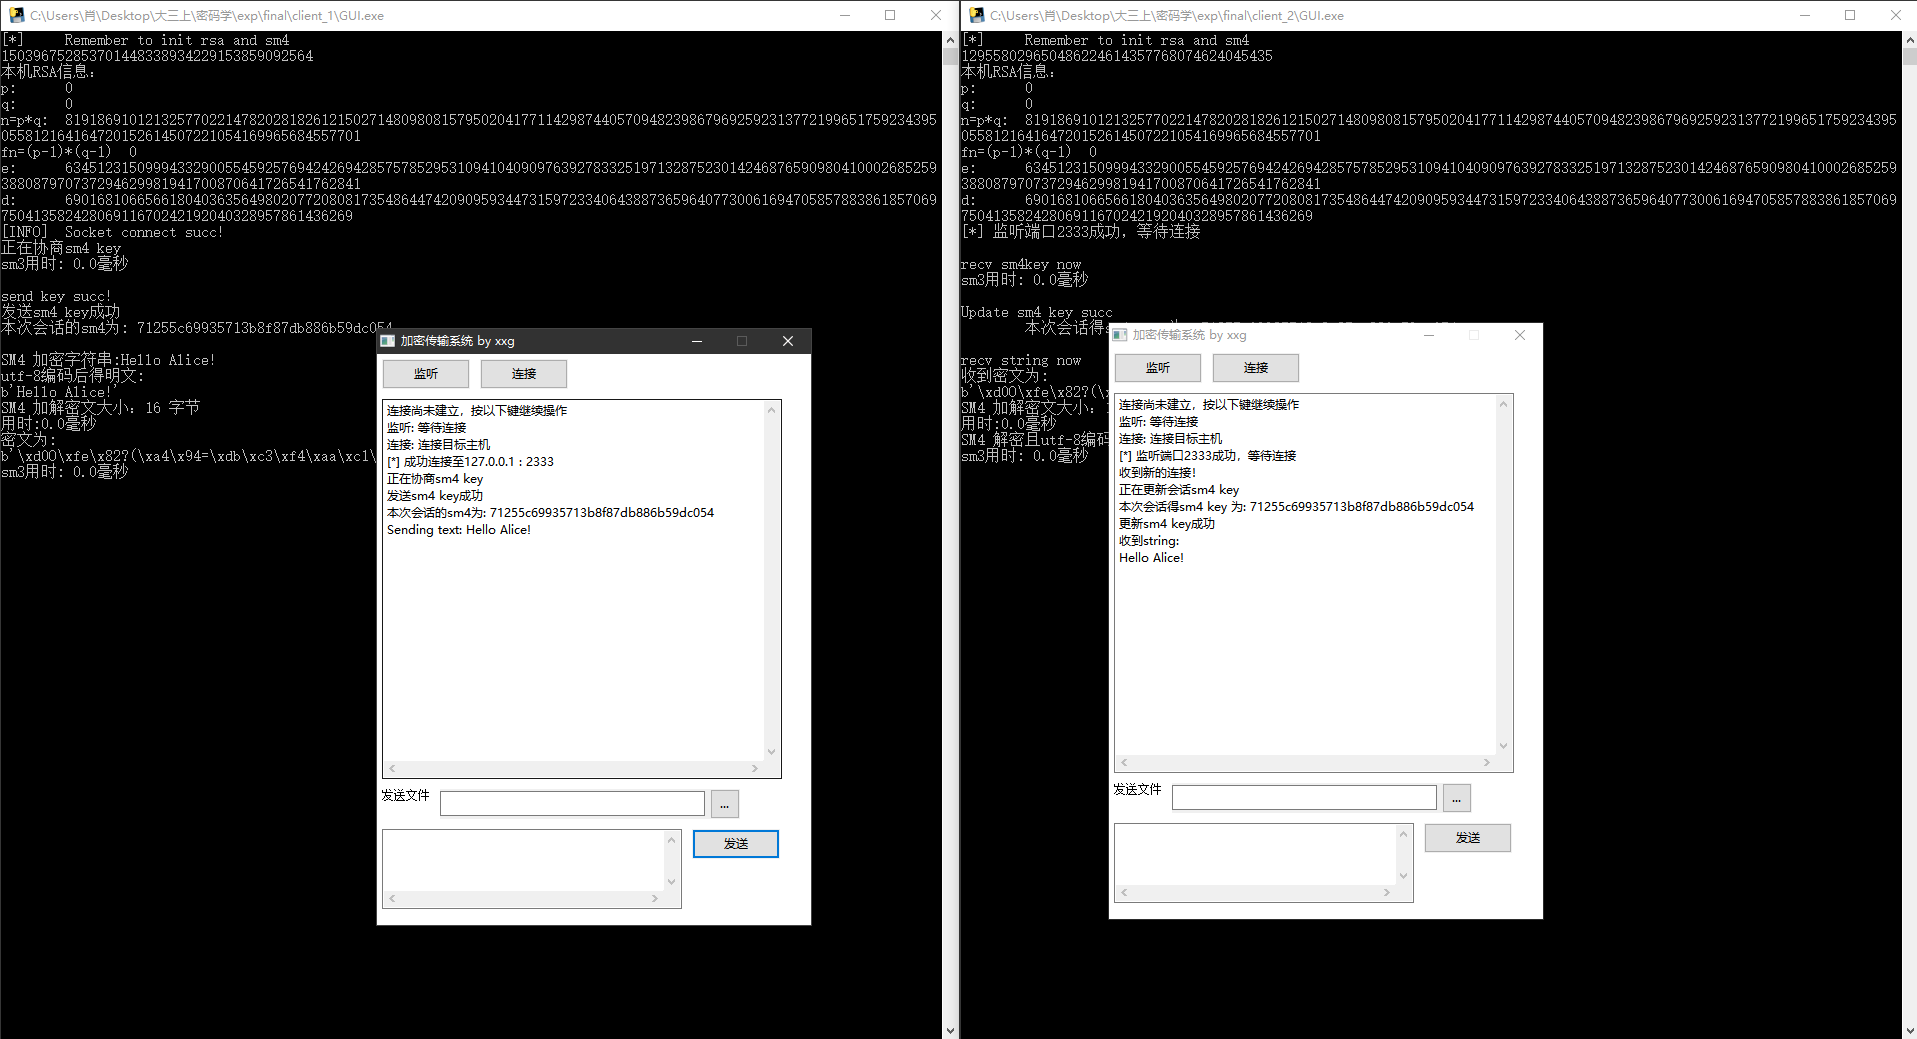 C:\Users\肖\Desktop\大三上\密码学\exp\final\client_1\GUI.exe
[*]     Remember to init rsa and sm4
150396752853701448338934229153859092564
本机RSA信息:
p:      0
q:      0
n=p*q:  8191869101213257702214782028182612150271480980815795020417711429874405709482398679692592313772199651759234395
0558121641647201526145072210541699656845577​01
fn=(p-1)*(q-1)  0
e:      6345123150999433290055459257694242694285757852953109410409097639278332519713287523014246876590980410002685259
3880879707372946299819417008706417265417628​41
d:      6901681066566180403635649802077208081735486447420909593447315972334064388736596407730061694705857883861857069
750413582428069116702421920403289578614362​69
[INFO]  Socket connect succ!
正在协商sm4 key
sm3用时: 0.0毫秒
send key succ!
发送sm4 key成功
本次会话的sm4为: 71255c69935713b8f87db886b59dc054
SM4 加密字符串:Hello Alice!
utf-8编码后得明文:
b'Hello Alice!'
SM4 加解密文大小: 16 字节
用时:0.0毫秒
密文为:
b'\xd00\xfe\x82?(\xa4\x94=\xdb\xc3\xf4\xaa\xc1\
sm3用时: 0.0毫秒
加密传输系统 by xxg
监听 连接
连接尚未建立，按以下键继续操作
监听: 等待连接
连接: 连接目标主机
[*] 成功连接至127.0.0.1 : 2333
正在协商sm4 key
发送sm4 key成功
本次会话的sm4为: 71255c69935713b8f87db886b59dc054
Sending text: Hello Alice!
发送文件 ...
发送
C:\Users\肖\Desktop\大三上\密码学\exp\final\client_2\GUI.exe
[*]     Remember to init rsa and sm4
129558029650486224614357768074624045435
本机RSA信息:
p:      0
q:      0
n=p*q:  8191869101213257702214782028182612150271480980815795020417711429874405709482398679692592313772199651759234395
055812164164720152614507221054169965684557701
fn=(p-1)*(q-1)  0
e:      6345123150999433290055459257694242694285757852953109410409097639278332519713287523014246876590980410002685259
388087970737294629981941700870641726541762841
d:      6901681066566180403635649802077208081735486447420909593447315972334064388736596407730061694705857883861857069
75041358242806911670242192040328957861436269
[*] 监听端口2333成功，等待连接
recv sm4key now
sm3用时: 0.0毫秒
Update sm4 key succ
本次会话得
recv string now
收到密文为:
b'\xd00\xfe\x82?(\x
SM4 加解密文大小:
用时:0.0毫秒
SM4 解密且utf-8编码
sm3用时: 0.0毫秒
加密传输系统 by xxg
监听 连接
连接尚未建立，按以下键继续操作
监听: 等待连接
连接: 连接目标主机
[*] 监听端口2333成功，等待连接
收到新的连接!
正在更新会话sm4 key
本次会话得sm4 key 为: 71255c69935713b8f87db886b59dc054
更新sm4 key成功
收到string:
Hello Alice!
发送文件 ...
发送